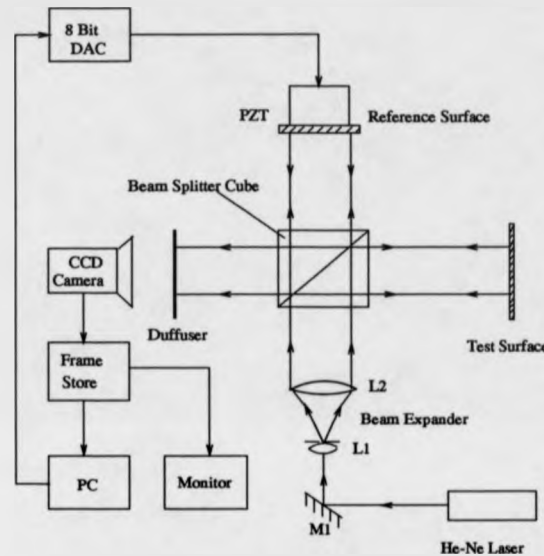 8 Bit
DAC
PZT
Reference Surface
Beam Splitter Cube
CCD
Camera
Duffuser
Test Surface
Frame
Store
L2
Beam Expander
L1
PC
Monitor
M1
He-Ne Laser